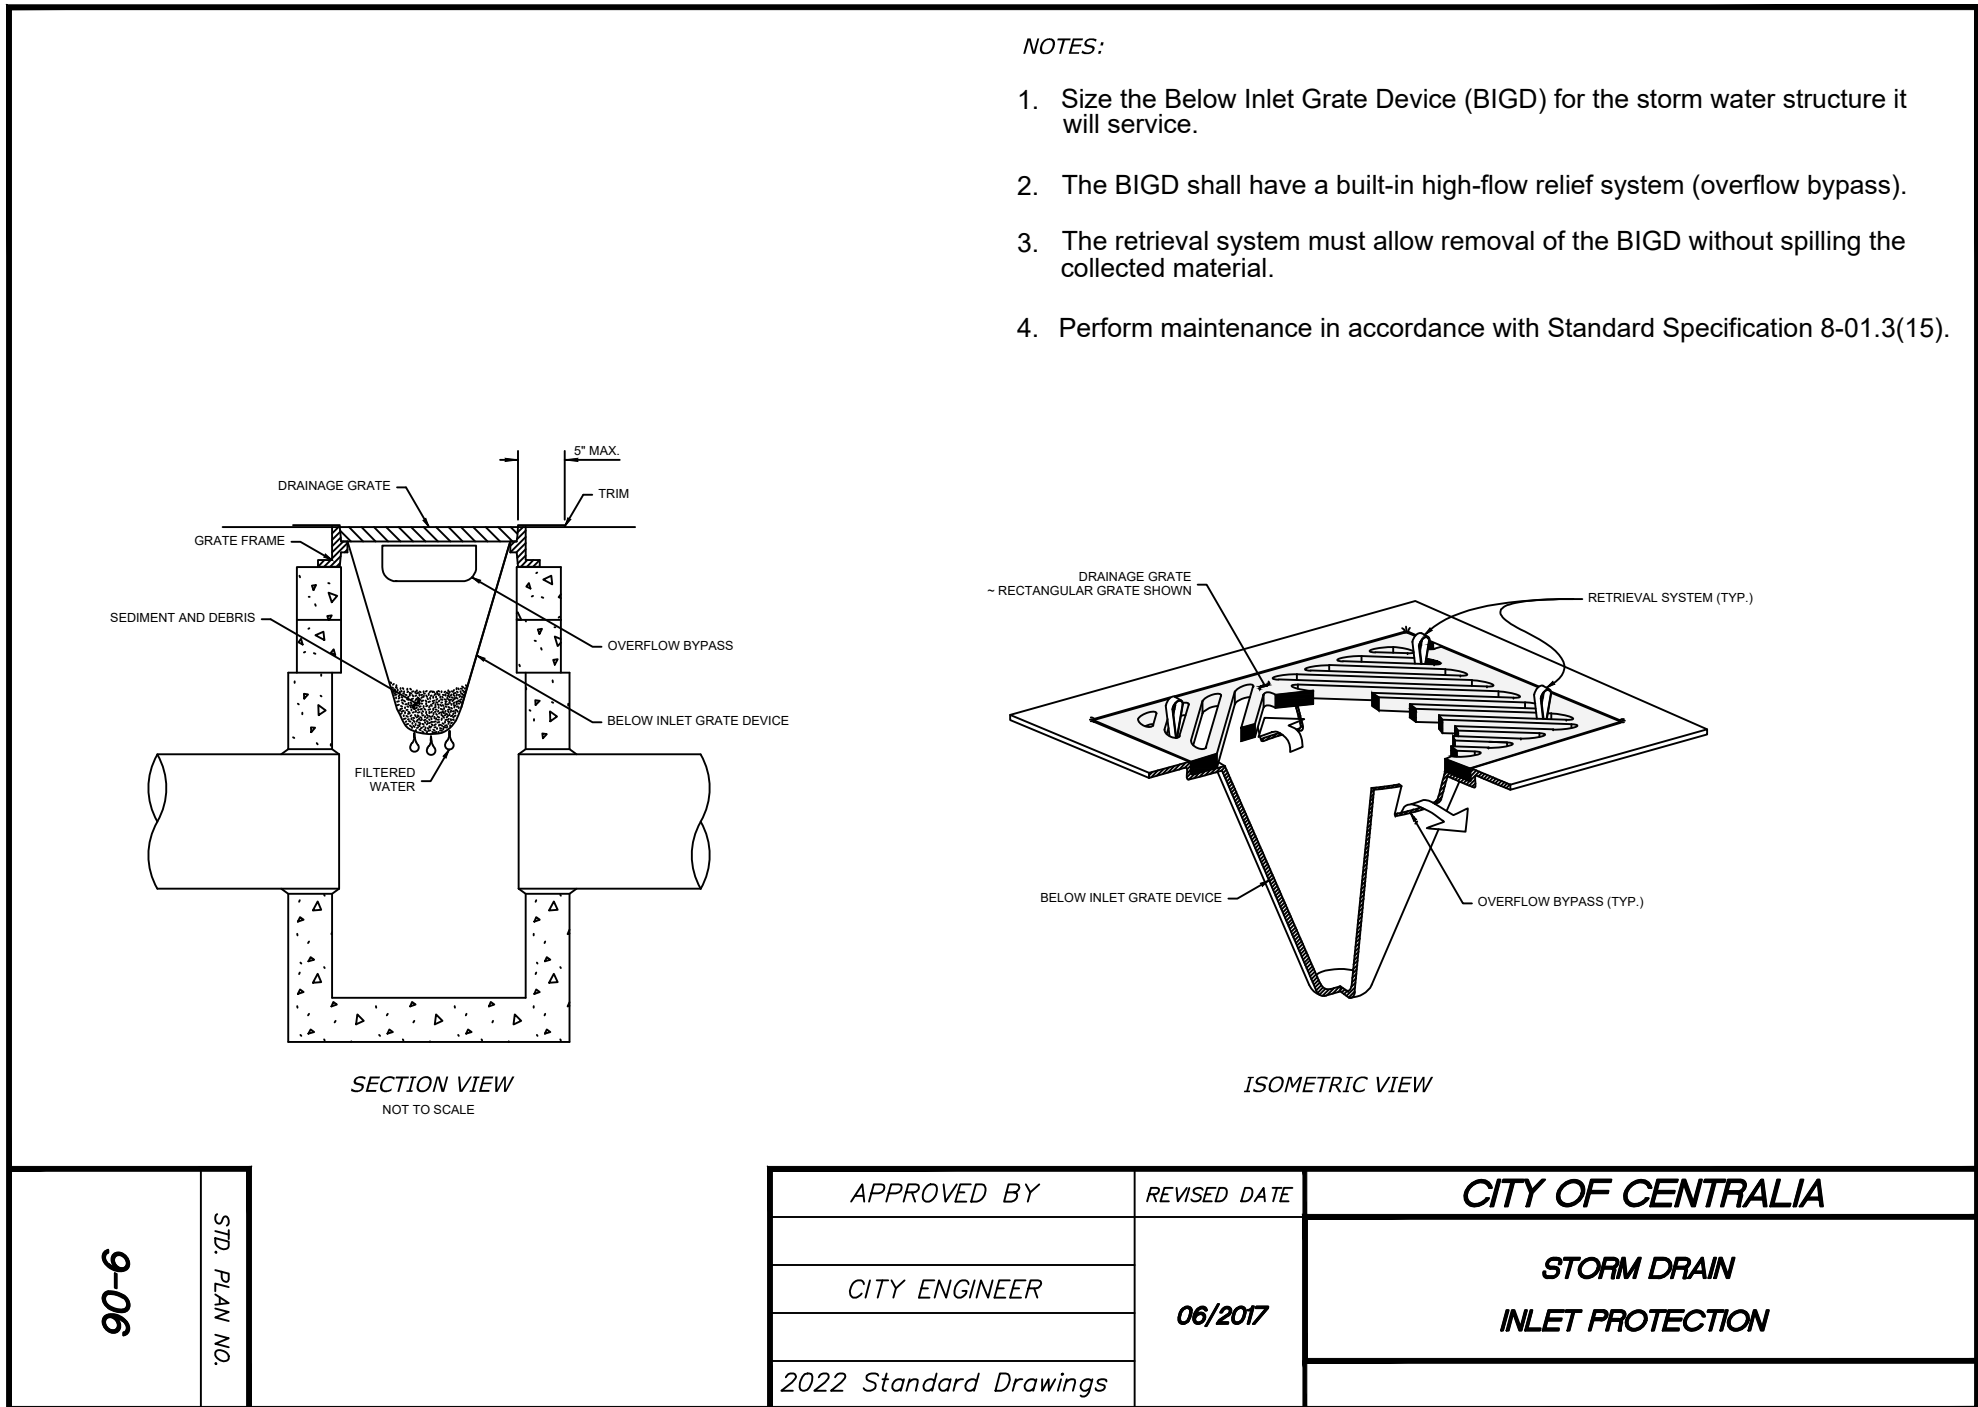 NOTES:
1. Size the Below Inlet Grate Device (BIGD) for the storm water structure it
will service.
2. The BIGD shall have a built-in high-flow relief system (overflow bypass).
3. The retrieval system must allow removal of the BIGD without spilling the
collected material.
4. Perform maintenance in accordance with Standard Specification 8-01.3(15).
5" MAX.
DRAINAGE GRATE
TRIM
GRATE FRAME
SEDIMENT AND DEBRIS
OVERFLOW BYPASS
BELOW INLET GRATE DEVICE
FILTERED
WATER
SECTION VIEW
NOT TO SCALE
DRAINAGE GRATE
~ RECTANGULAR GRATE SHOWN
RETRIEVAL SYSTEM (TYP.)
BELOW INLET GRATE DEVICE
OVERFLOW BYPASS (TYP.)
ISOMETRIC VIEW
STD. PLAN NO.
9-06
APPROVED BY
CITY ENGINEER
2022 Standard Drawings
REVISED DATE
06/2017
CITY OF CENTRALIA
STORM DRAIN
INLET PROTECTION